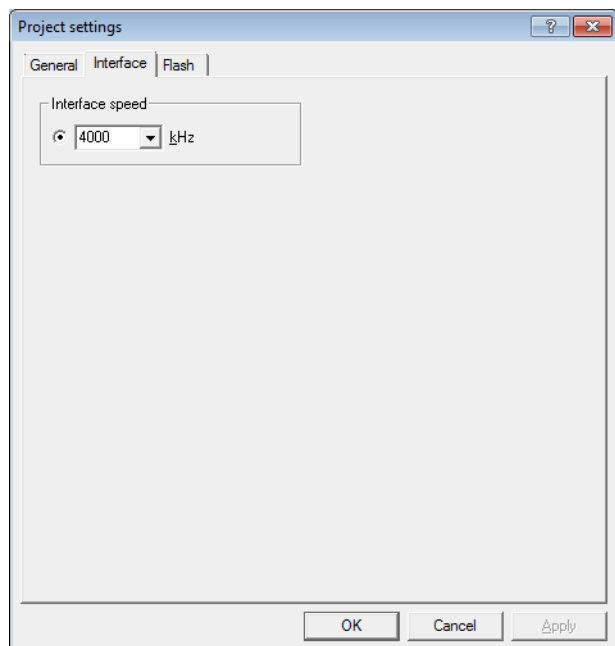 Project settings
General Interface Flash
Interface speed
4000 kHz
OK Cancel Apply